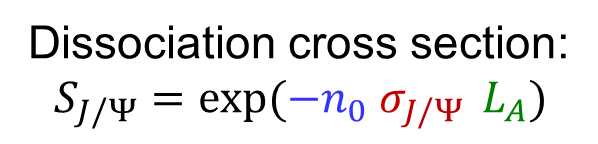 Dissociation cross section:
S_{J/Ψ} = exp(−n_0 σ_{J/Ψ} L_A)